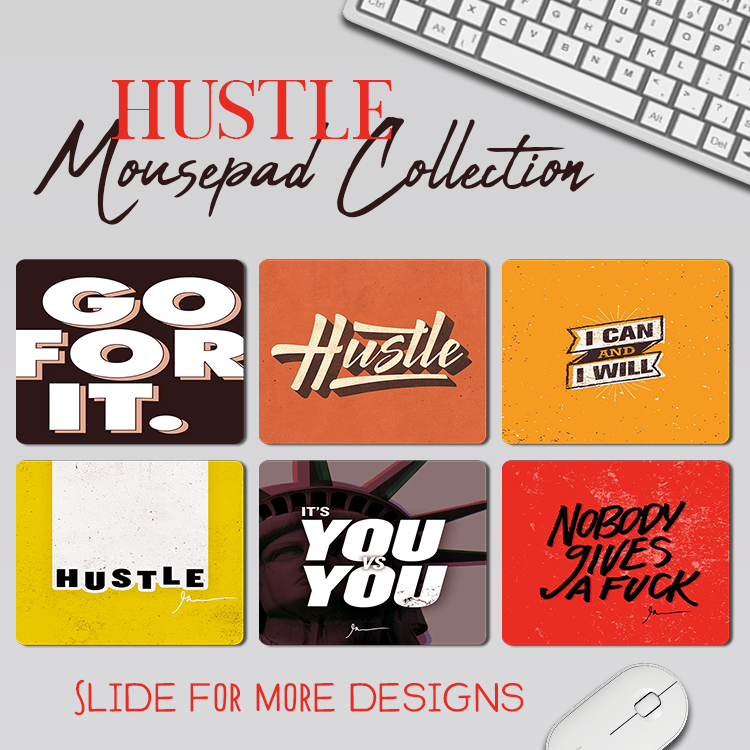 HUSTLE
Mousepad Collection
GO
FOR
IT.
Hustle
I CAN
AND
I WILL
HUSTLE
IT'S
YOU
VS
YOU
NOBODY
GIVES
A FUCK
SLIDE FOR MORE DESIGNS